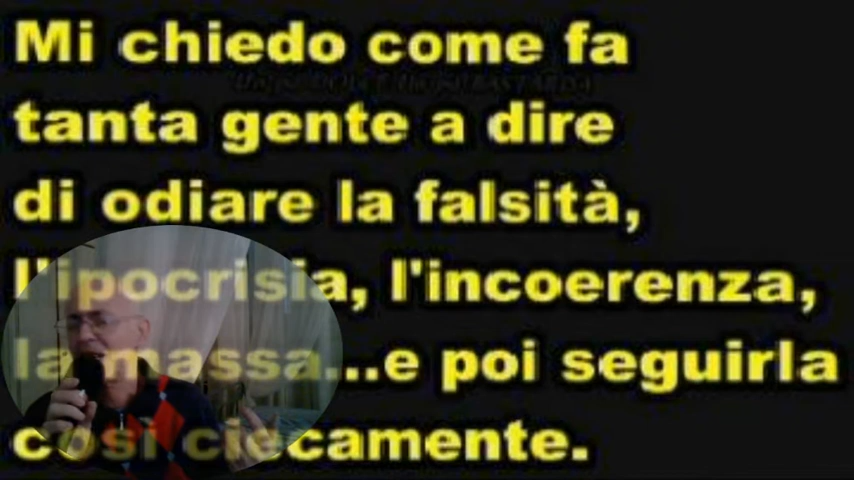 Mi chiedo come fa
tanta gente a dire
di odiare la falsità,
l'ipocrisia, l'incoerenza,
la massa...e poi seguirla
così ciecamente.